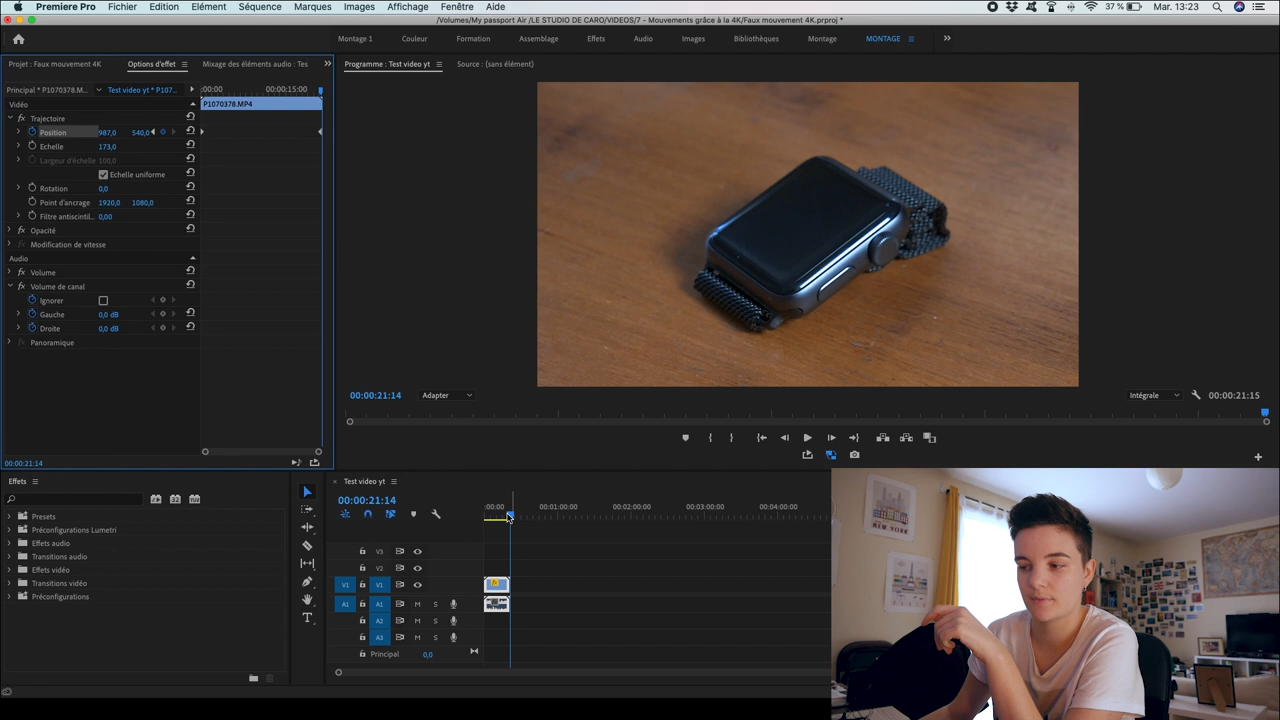 Premiere Pro Fichier Edition Elément Séquence Marques Images Affichage Fenêtre Aide 37 % Mar. 13:23
/Volumes/My passport Air /LE STUDIO DE CARO/VIDEOS/7 - Mouvements grâce à la 4K/Faux mouvement 4K.prproj *
Montage 1 Couleur Formation Assemblage Effets Audio Images Bibliothèques Montage MONTAGE
Projet : Faux mouvement 4K Options d'effet Mixage des éléments audio : Tes
Programme : Test video yt Source : (sans élément)
Principal * P1070378.M... Test video yt * P107... :00:00 00:00:15:00
Vidéo P1070378.MP4
fx Trajectoire
Position 987,0 540,0
Echelle 173,0
Largeur d'échelle 100,0
Echelle uniforme
Rotation 0,0
Point d'ancrage 1920,0 1080,0
Filtre antiscintil... 0,00
fx Opacité
fx Modification de vitesse
Audio
fx Volume
fx Volume de canal
Ignorer
Gauche 0,0 dB
Droite 0,0 dB
fx Panoramique
00:00:21:14
00:00:21:14 Adapter Intégrale 00:00:21:15
Effets
Presets
Préconfigurations Lumetri
Effets audio
Transitions audio
Effets vidéo
Transitions vidéo
Préconfigurations
Test video yt
00:00:21:14
:00:00 00:01:00:00 00:02:00:00 00:03:00:00 00:04:00:00
V3
V2
V1 V1
A1 A1 M S
A2 M S
A3 M S
Principal 0,0
NEW YORK